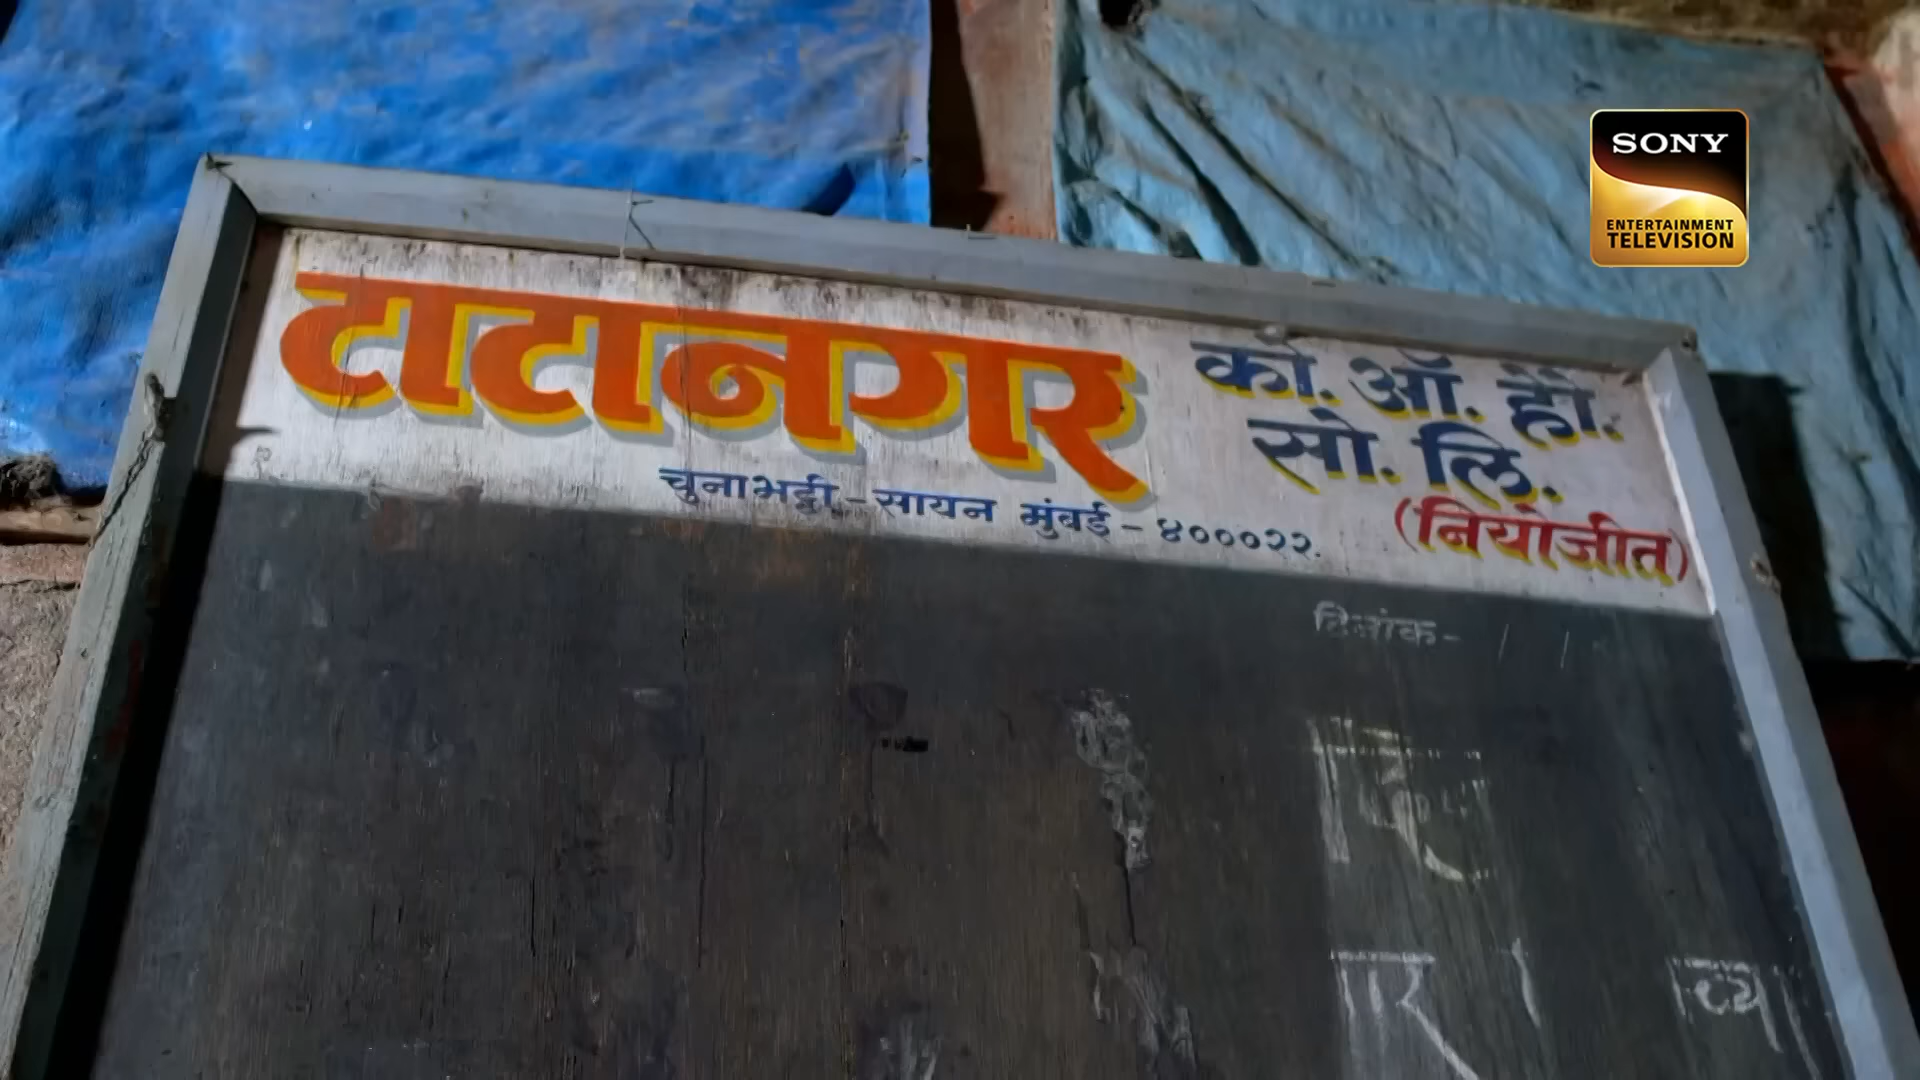 SONY
ENTERTAINMENT
TELEVISION
टाटानगर को. ऑ. हौ.
सो. लि.
(नियोजीत)
चुनाभट्टी - सायन मुंबई - ४०००२२.
दिनांक - / /